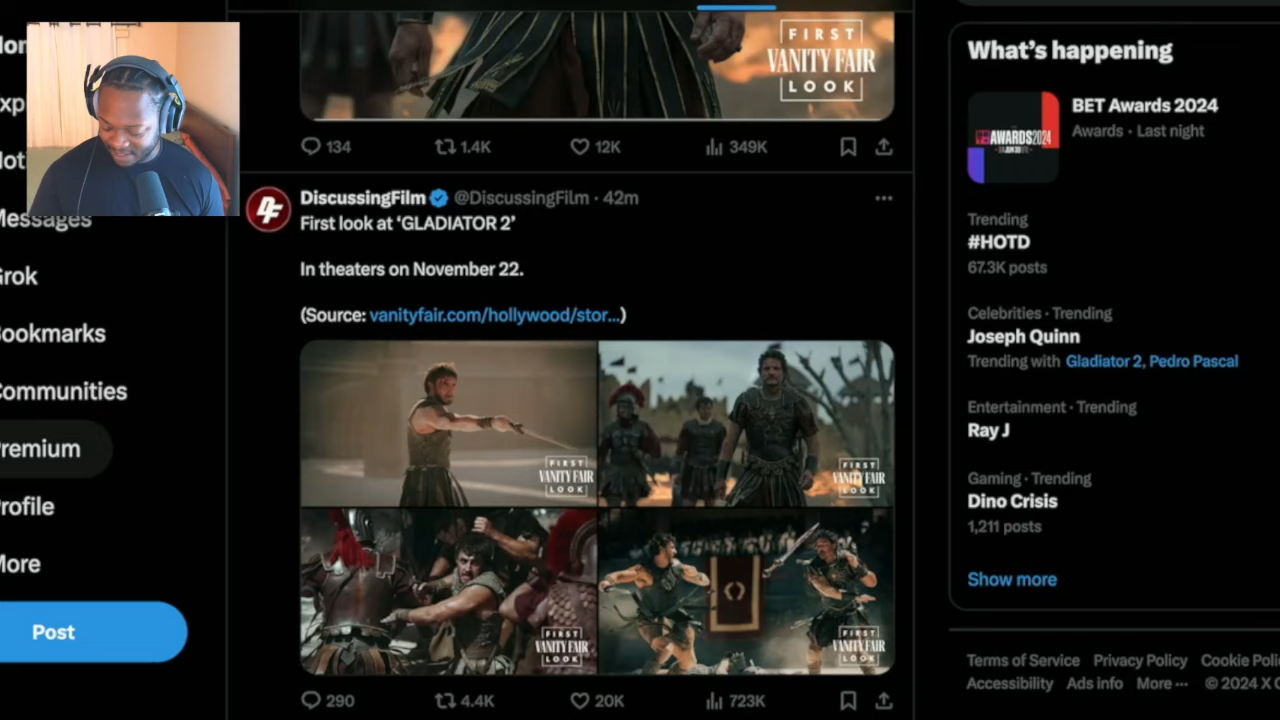 FIRST
VANITY FAIR
LOOK
134
1.4K
12K
349K
DiscussingFilm @DiscussingFilm · 42m
First look at ‘GLADIATOR 2’
In theaters on November 22.
(Source: vanityfair.com/hollywood/stor...)
FIRST
VANITY FAIR
LOOK
FIRST
VANITY FAIR
LOOK
FIRST
VANITY FAIR
LOOK
FIRST
VANITY FAIR
LOOK
290
4.4K
20K
723K
Messages
Grok
Bookmarks
Communities
Premium
Profile
More
Post
What’s happening
AWARDS2024
BET Awards 2024
Awards · Last night
Trending
#HOTD
67.3K posts
Celebrities · Trending
Joseph Quinn
Trending with Gladiator 2, Pedro Pascal
Entertainment · Trending
Ray J
Gaming · Trending
Dino Crisis
1,211 posts
Show more
Terms of Service Privacy Policy Cookie Poli
Accessibility Ads info More ··· © 2024 X C